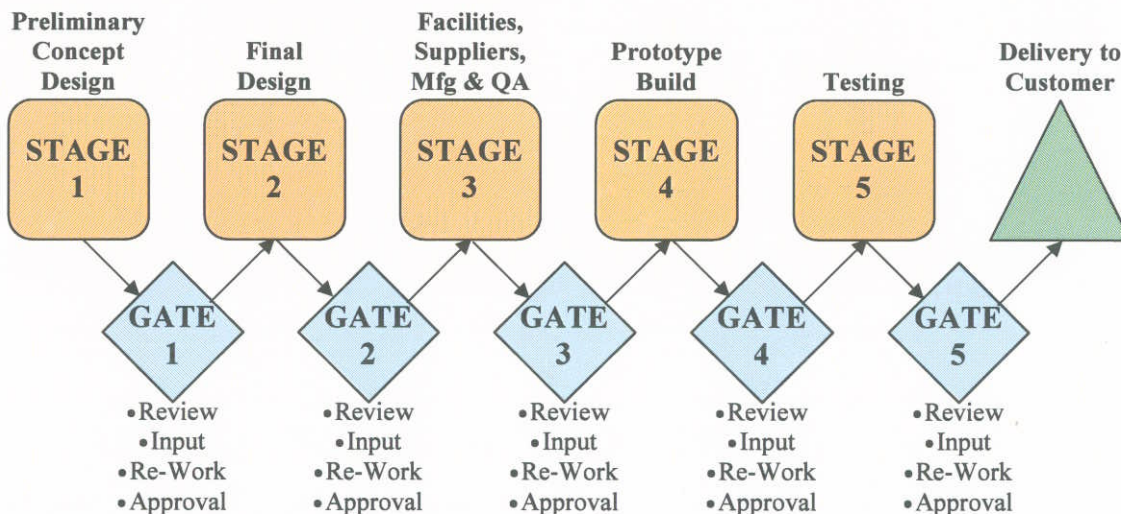 Preliminary
Concept
Design
Final
Design
Facilities,
Suppliers,
Mfg & QA
Prototype
Build
Testing
Delivery to
Customer
STAGE
1
STAGE
2
STAGE
3
STAGE
4
STAGE
5
GATE
1
GATE
2
GATE
3
GATE
4
GATE
5
•Review
•Input
•Re-Work
•Approval
•Review
•Input
•Re-Work
•Approval
•Review
•Input
•Re-Work
•Approval
•Review
•Input
•Re-Work
•Approval
•Review
•Input
•Re-Work
•Approval